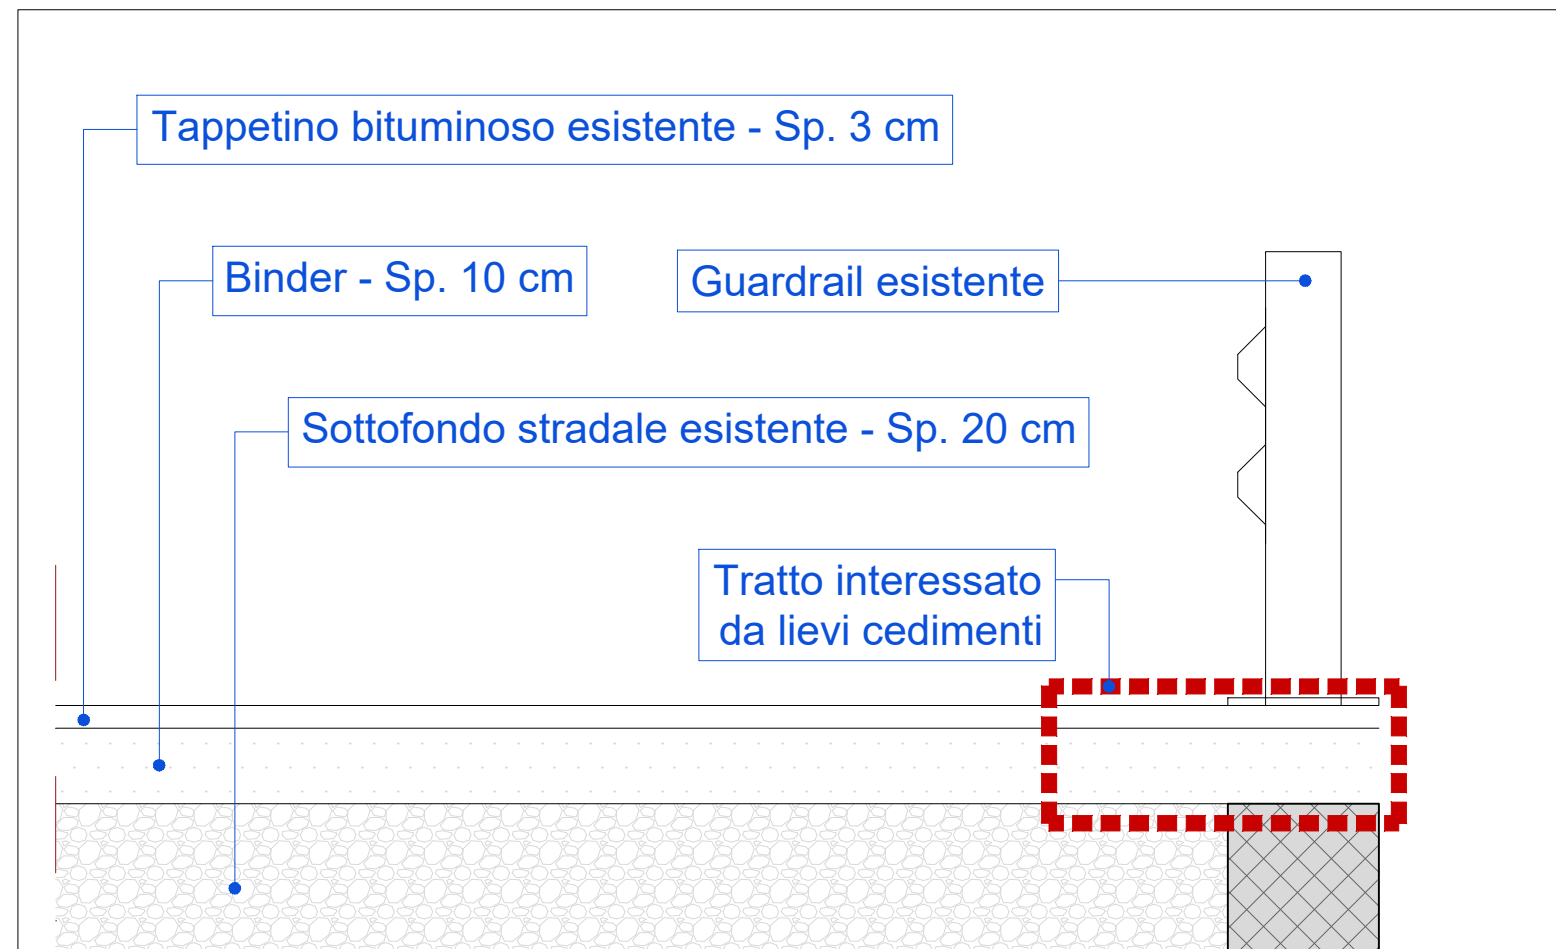 Tappetino bituminoso esistente - Sp. 3 cm
Binder - Sp. 10 cm
Guardrail esistente
Sottofondo stradale esistente - Sp. 20 cm
Tratto interessato
da lievi cedimenti